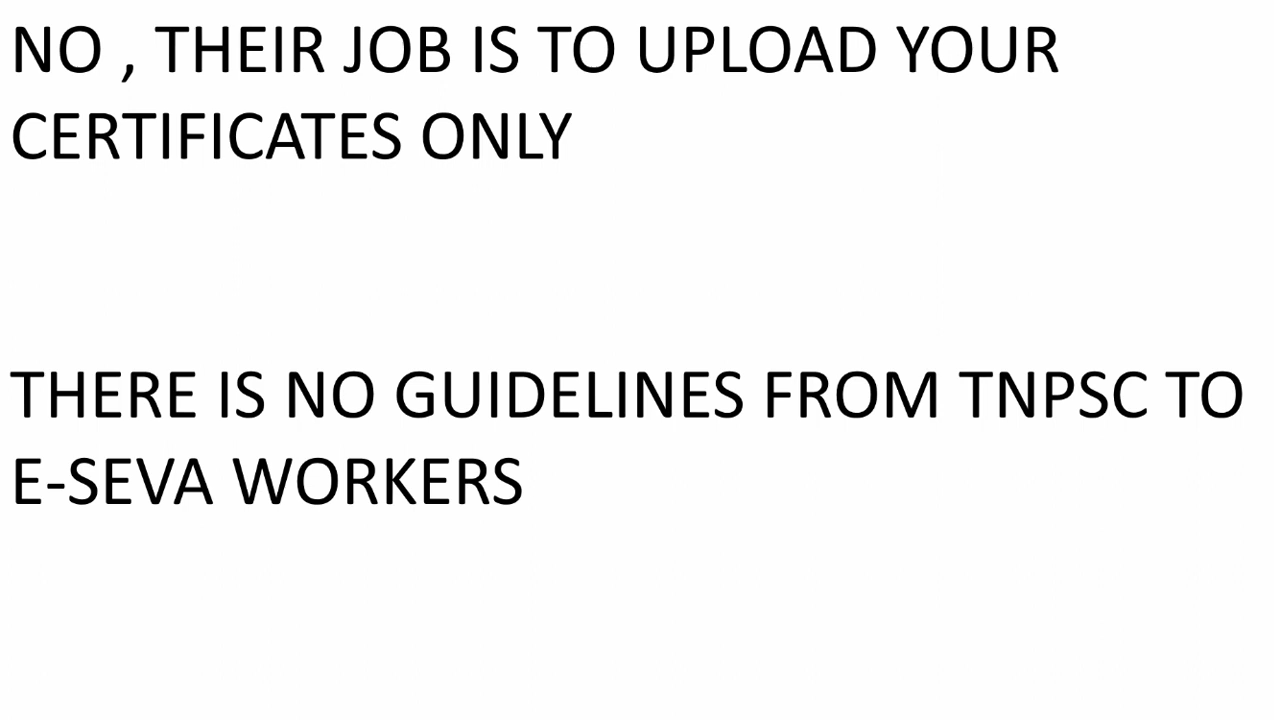 NO , THEIR JOB IS TO UPLOAD YOUR
CERTIFICATES ONLY
THERE IS NO GUIDELINES FROM TNPSC TO
E-SEVA WORKERS